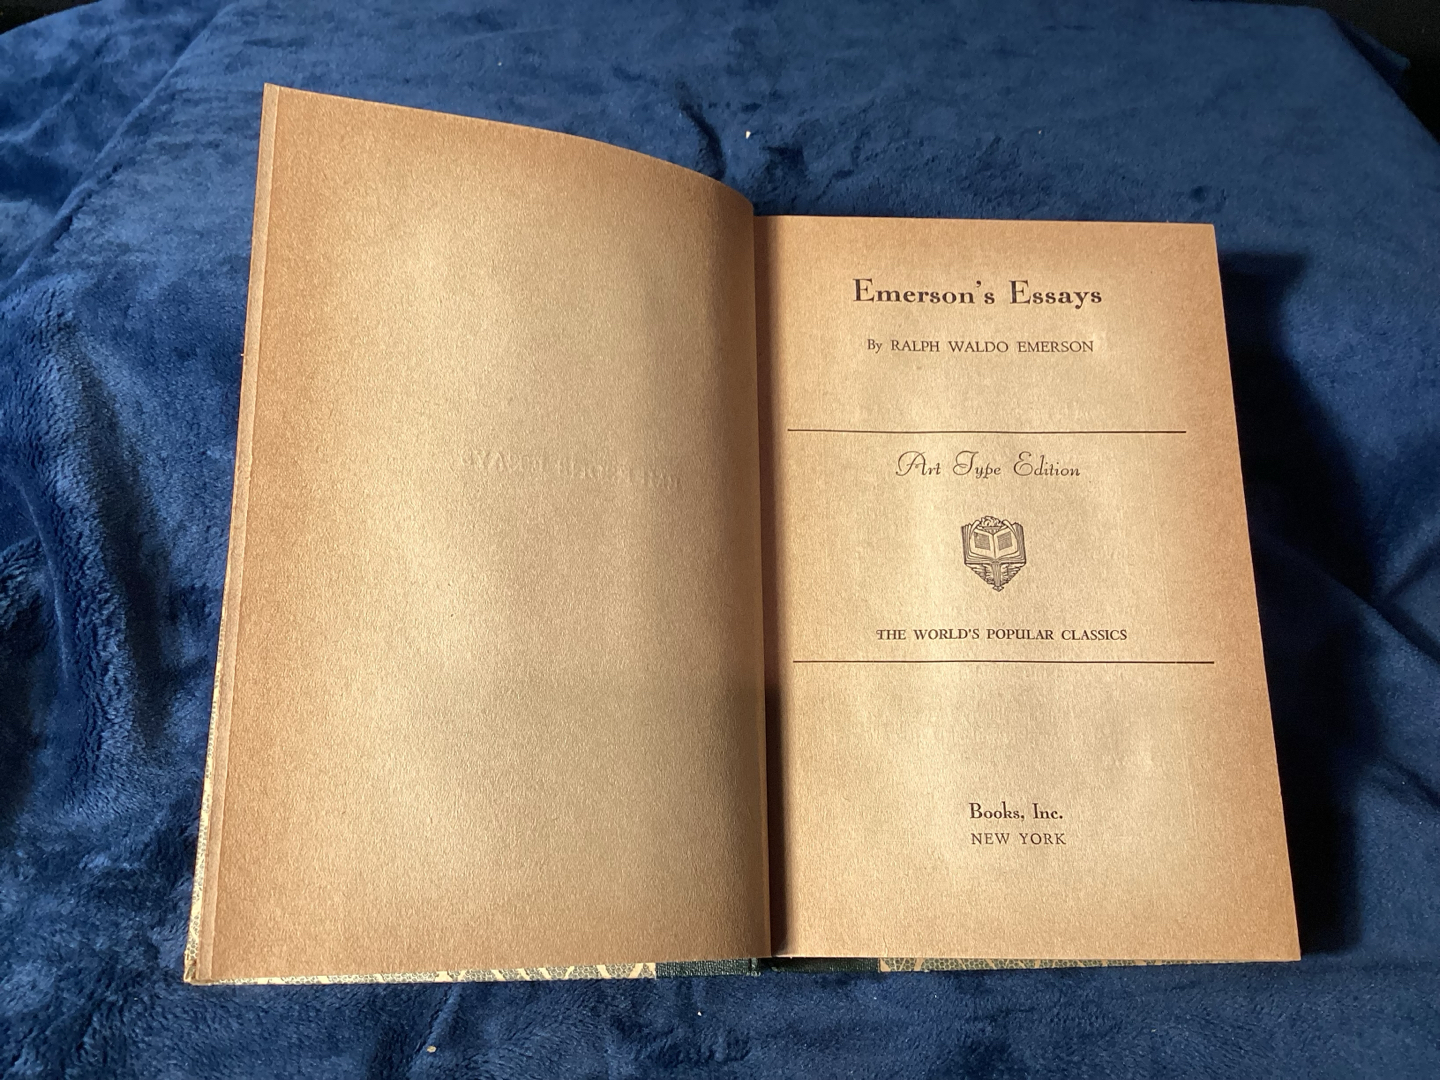 Emerson's Essays
By RALPH WALDO EMERSON
Art Type Edition
THE WORLD'S POPULAR CLASSICS
Books, Inc.
NEW YORK